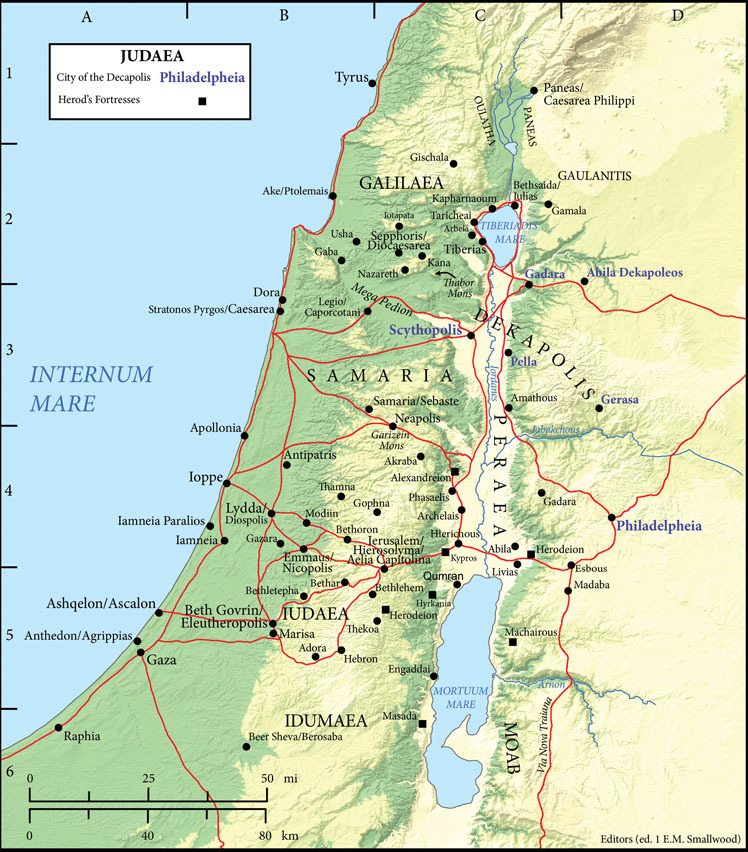 A
B
C
D
JUDAEA
City of the Decapolis Philadelpheia
Herod's Fortresses
1
Tyrus
Paneas/
Caesarea Philippi
OULATHA
PANEAS
Gischala
GALILAEA
GAULANITIS
Bethsaida/
Iulias
Kapharnaoum
Ake/Ptolemais
2
Iotapata
Taricheai
Arbela
Gamala
TIBERIADIS
MARE
Usha
Sepphoris/
Diocaesarea
Tiberias
Gaba
Kana
Nazareth
Thabor
Mons
Gadara
Abila Dekapoleos
Dora
Stratonos Pyrgos/Caesarea
Legio/
Caporcotani
Mega Pedion
Scythopolis
DEKAPOLIS
3
Pella
INTERNUM
MARE
SAMARIA
Iordanes
Samaria/Sebaste
Amathous
Gerasa
Neapolis
Garizein
Mons
Apollonia
Iabakchous
PERAEA
Antipatris
Akraba
Alexandreion
Ioppe
4
Thamna
Phasaelis
Gadara
Gophna
Lydda/
Diospolis
Modiin
Archelais
Philadelpheia
Iamneia Paralios
Iamneia
Gazara
Bethoron
Ierusalem/
Hierosolyma/
Aelia Capitolina
Hierichous
Emmaus/
Nicopolis
Kypros
Abila
Herodeion
Livias
Esbous
Qumran
Madaba
Bethar
Bethletepha
Bethlehem
Hyrkania
Ashqelon/Ascalon
Beth Govrin/
Eleutheropolis
IUDAEA
Herodeion
Thekoa
5
Anthedon/Agrippias
Marisa
Machairous
Gaza
Adora
Hebron
Engaddai
MORTUUM
MARE
Arnon
IDUMAEA
Masada
Raphia
Beer Sheva/Berosaba
MOAB
Via Nova Traiana
6
0 25 50 mi
0 40 80 km
Editors (ed. 1 E.M. Smallwood)